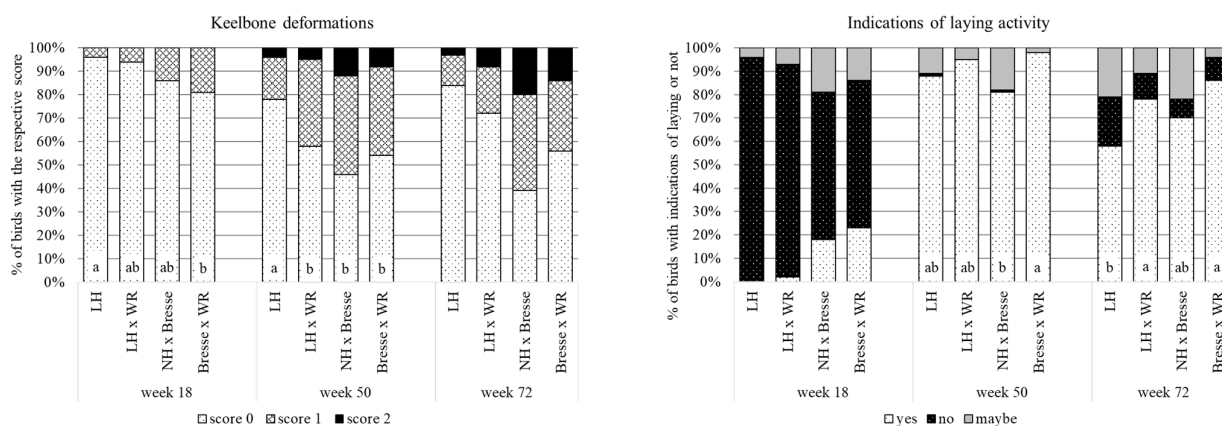 Keelbone deformations
% of birds with the respective score
100%
90%
80%
70%
60%
50%
40%
30%
20%
10%
0%
a ab ab b a b b b
LH LH x WR NH x Bresse Bresse x WR LH LH x WR NH x Bresse Bresse x WR LH LH x WR NH x Bresse Bresse x WR
week 18 week 50 week 72
score 0 score 1 score 2
Indications of laying activity
% of birds with indications of laying or not
100%
90%
80%
70%
60%
50%
40%
30%
20%
10%
0%
ab ab b a b a ab a
LH LH x WR NH x Bresse Bresse x WR LH LH x WR NH x Bresse Bresse x WR LH LH x WR NH x Bresse Bresse x WR
week 18 week 50 week 72
yes no maybe